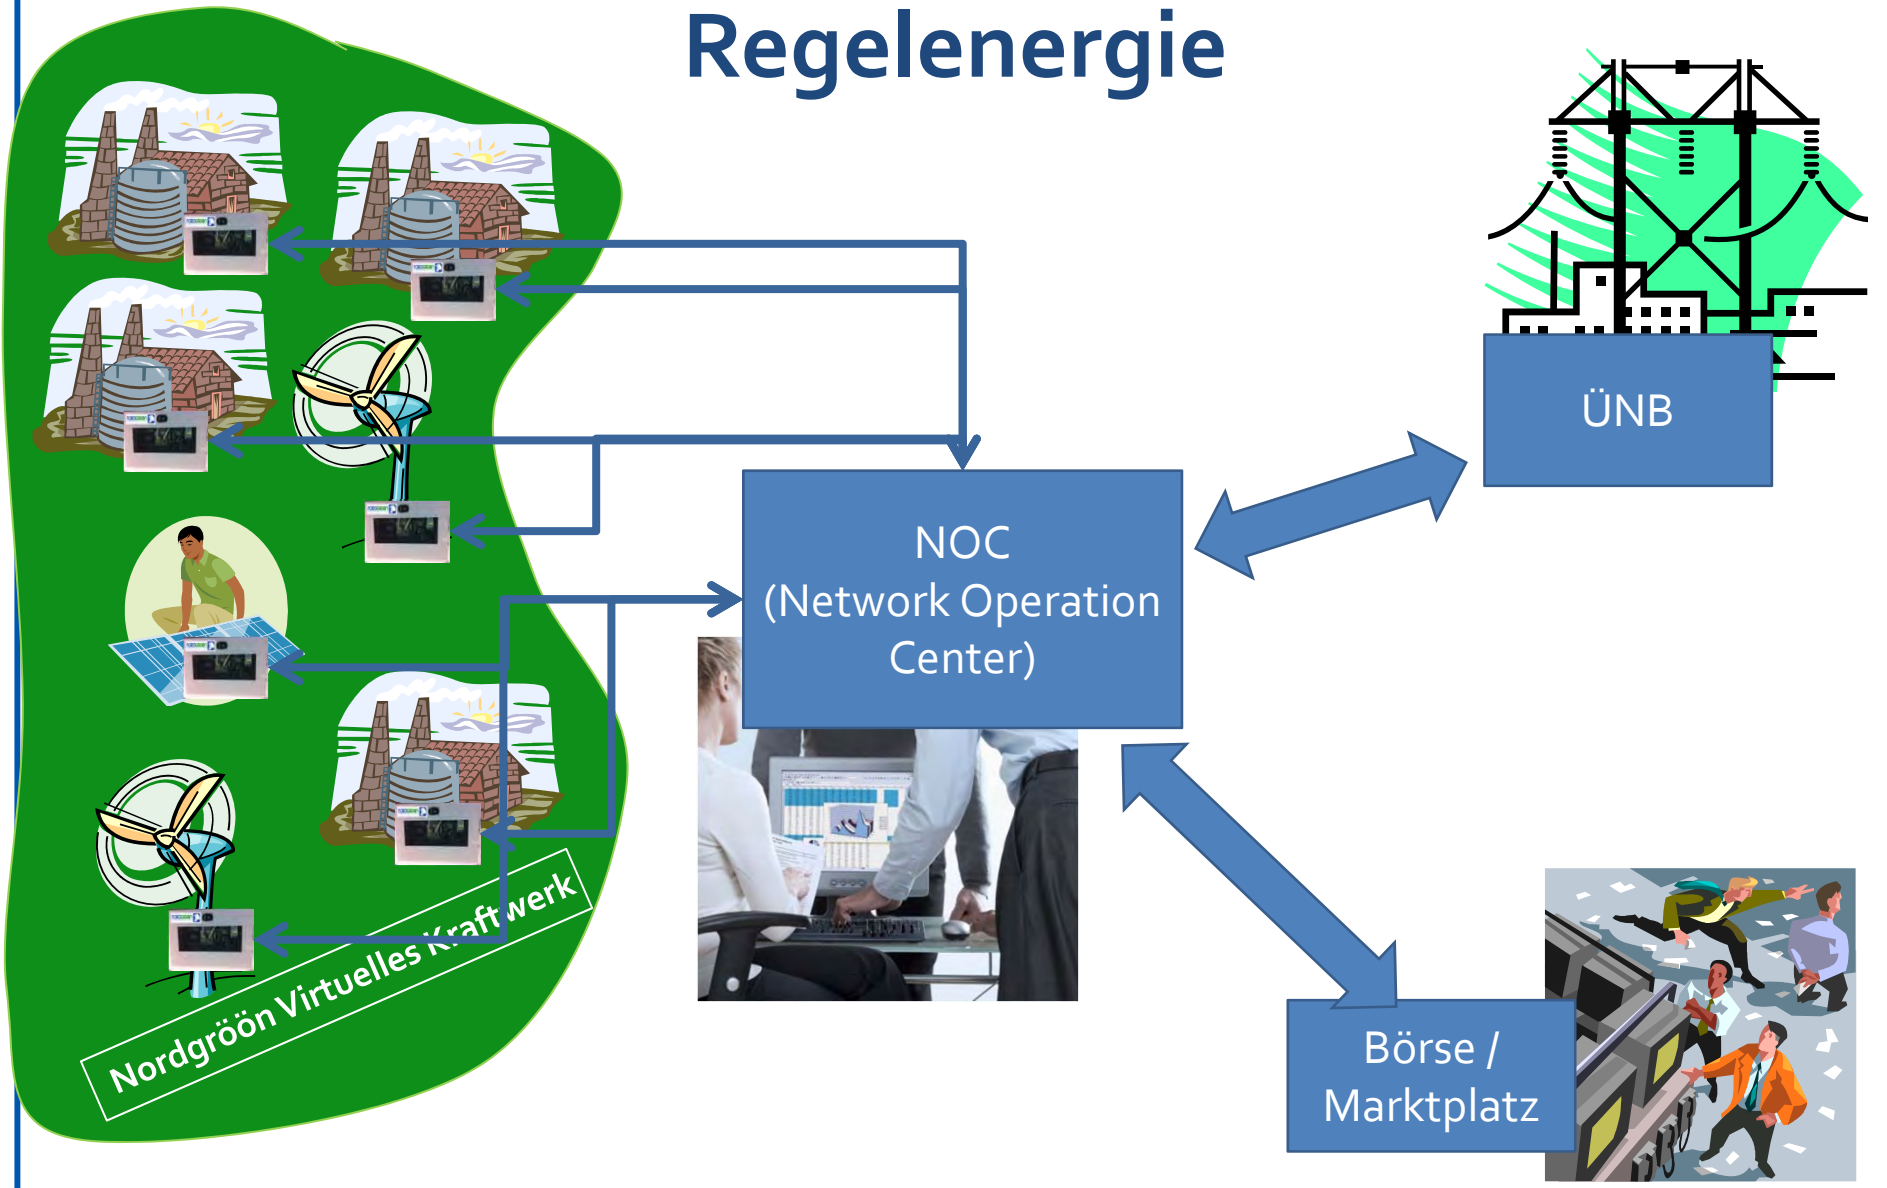 Regelenergie
ÜNB
NOC
(Network Operation
Center)
Nordgröön Virtuelles Kraftwerk
Börse /
Marktplatz